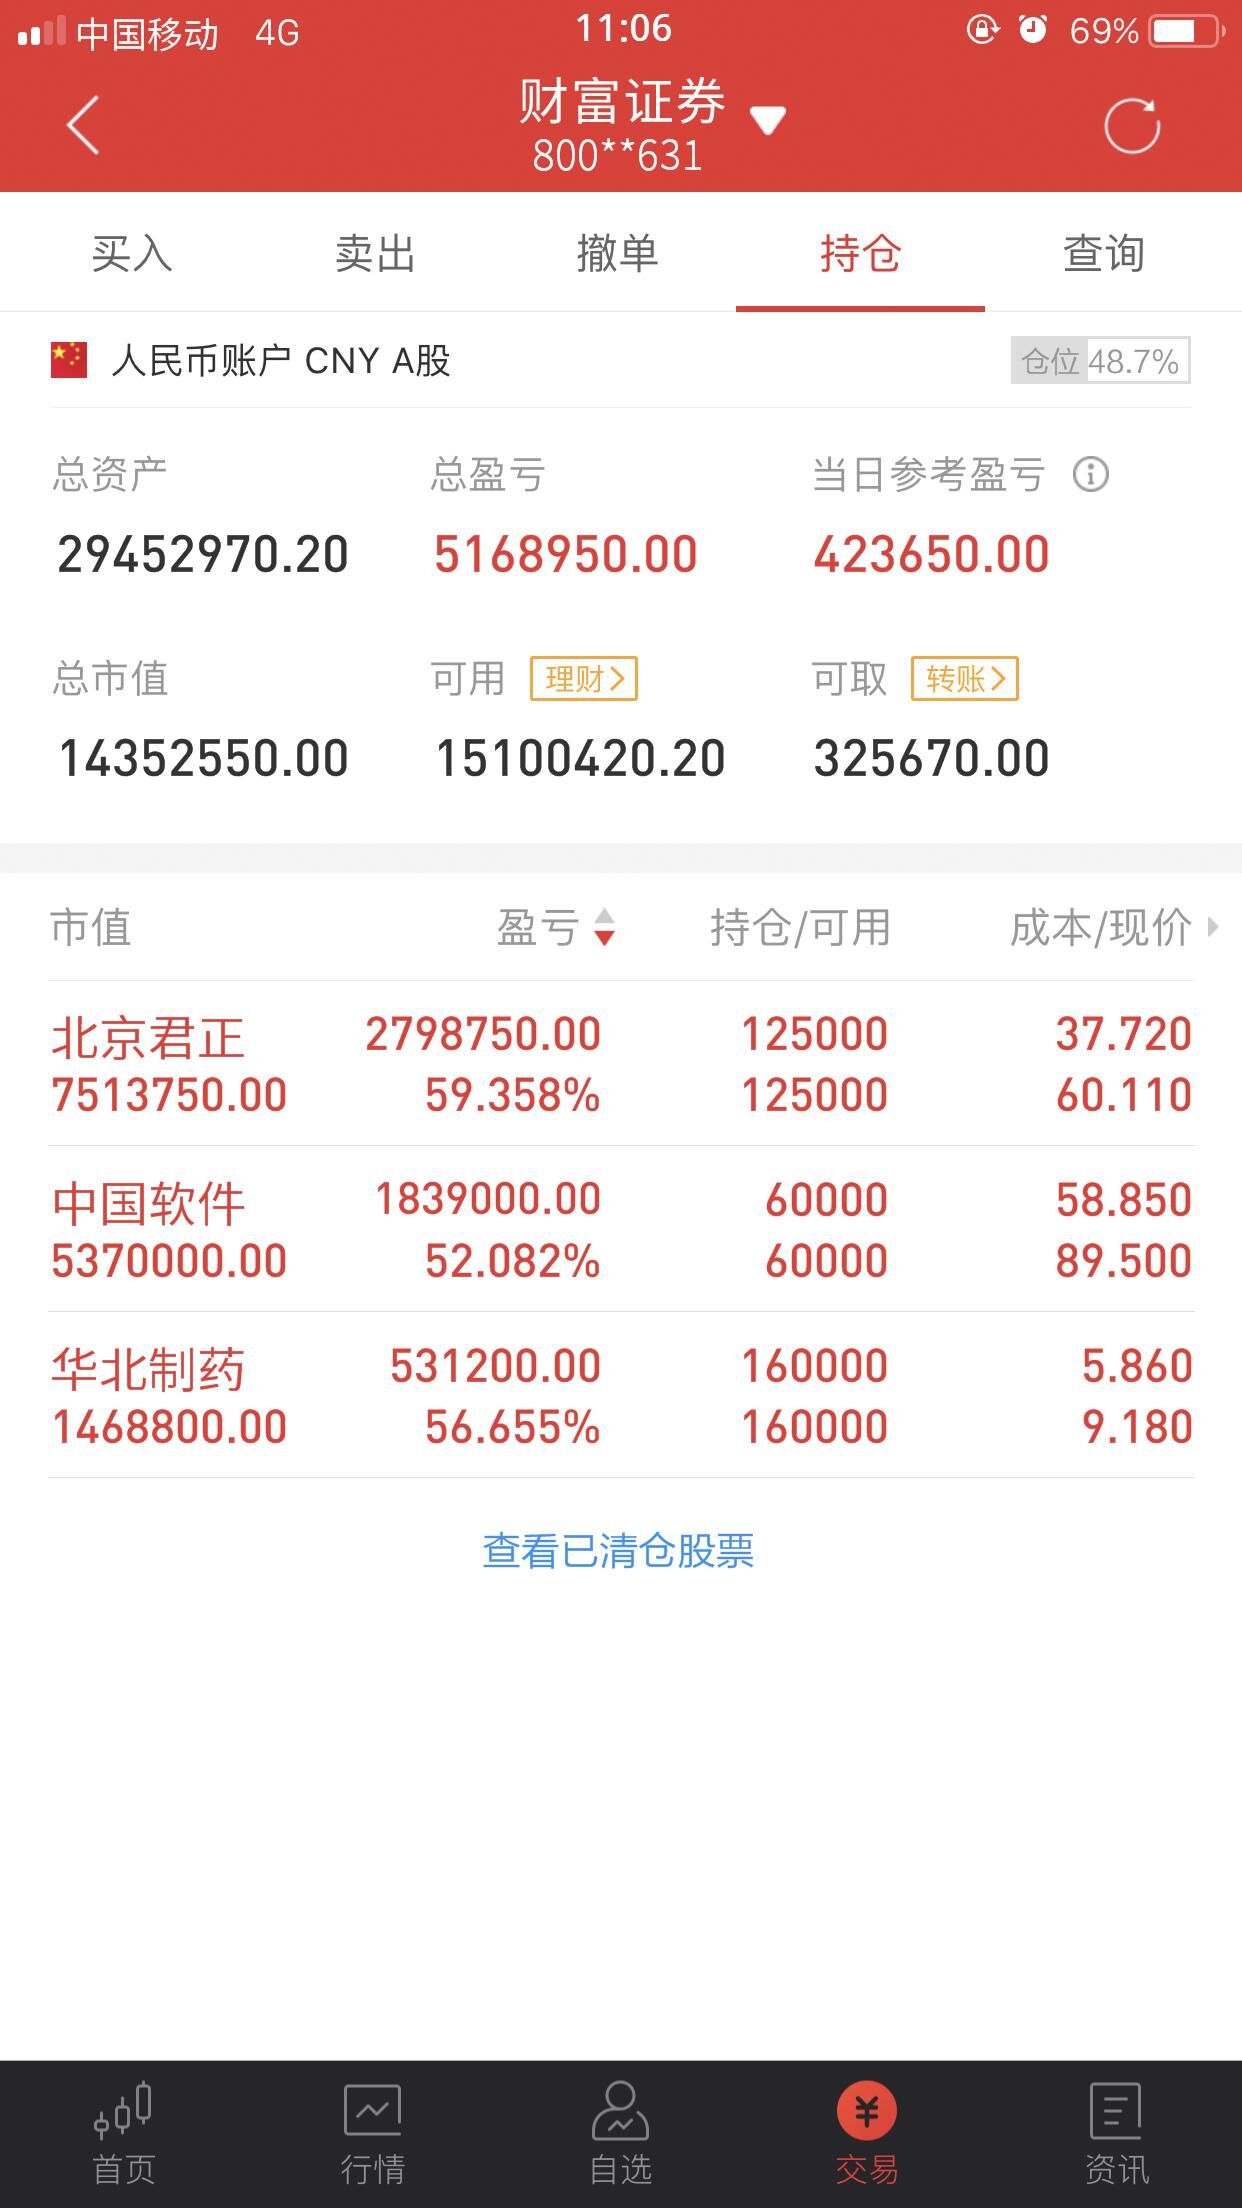 中国移动 4G 11:06 69%
财富证券
800**631
买入 卖出 撤单 持仓 查询
人民币账户 CNY A股 仓位 48.7%
总资产 总盈亏 当日参考盈亏
29452970.20 5168950.00 423650.00
总市值 可用 理财 可取 转账
14352550.00 15100420.20 325670.00
市值 盈亏 持仓/可用 成本/现价
北京君正 2798750.00 125000 37.720
7513750.00 59.358% 125000 60.110
中国软件 1839000.00 60000 58.850
5370000.00 52.082% 60000 89.500
华北制药 531200.00 160000 5.860
1468800.00 56.655% 160000 9.180
查看已清仓股票
首页 行情 自选 交易 资讯